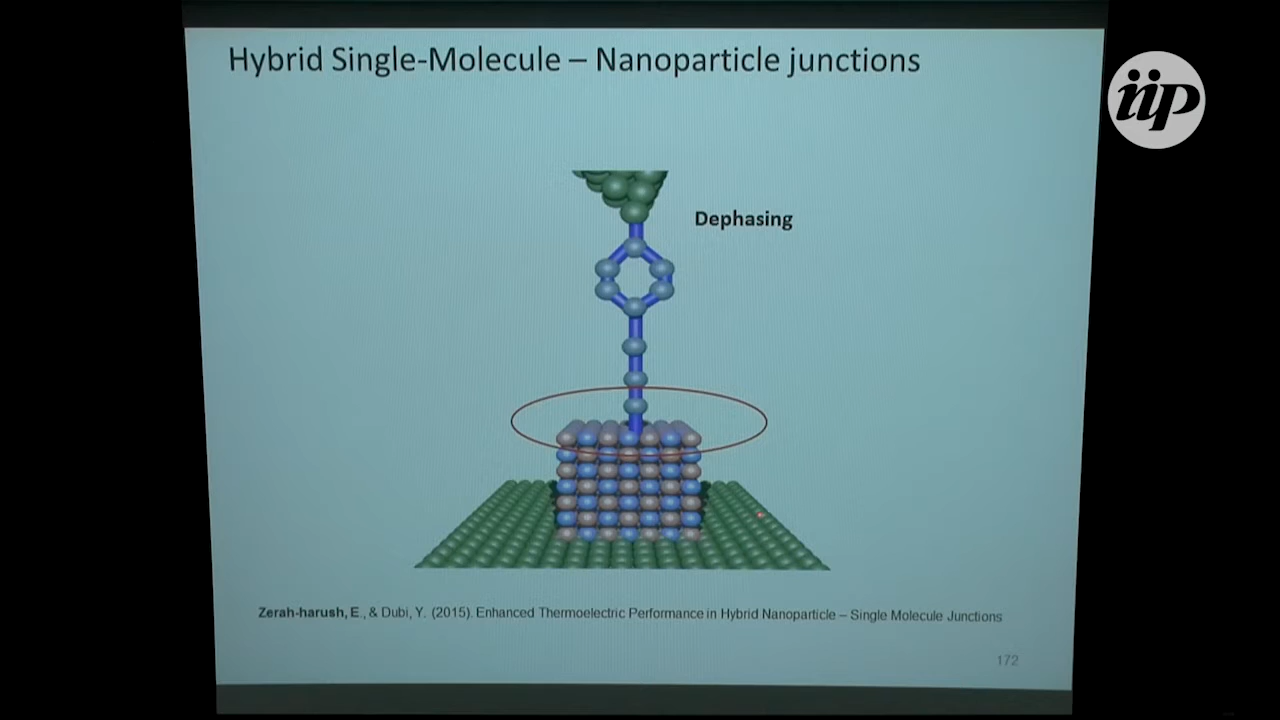 Hybrid Single-Molecule – Nanoparticle junctions
iip
Dephasing
Zerah-harush, E., & Dubi, Y. (2015). Enhanced Thermoelectric Performance in Hybrid Nanoparticle – Single Molecule Junctions
172